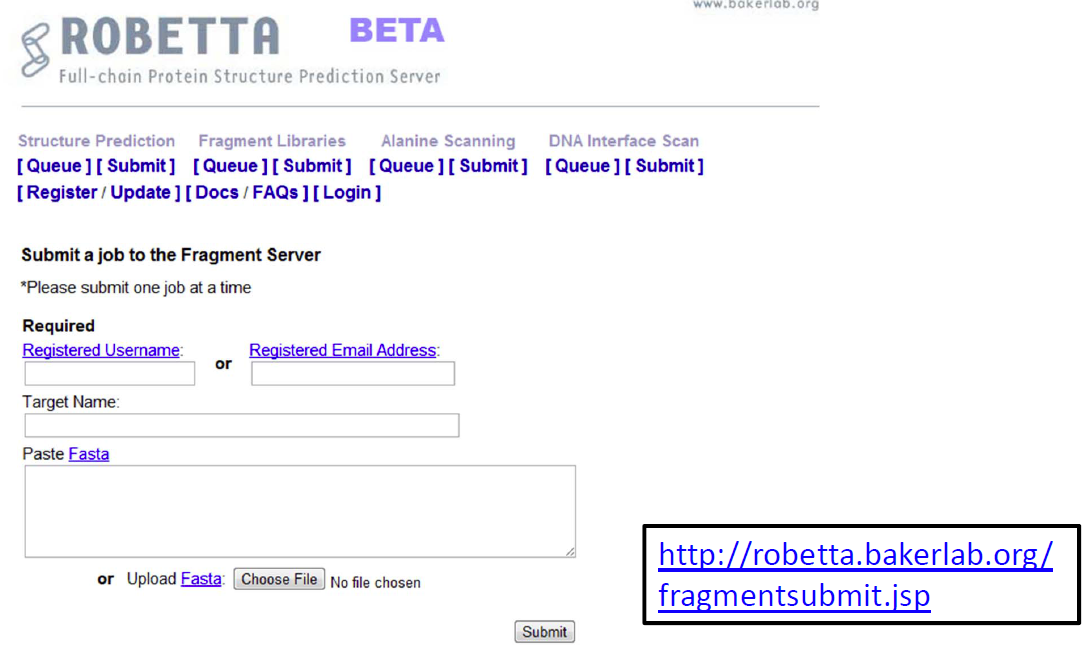 www.bakerlab.org
ROBETTA BETA
Full-chain Protein Structure Prediction Server
Structure Prediction Fragment Libraries Alanine Scanning DNA Interface Scan
[ Queue ] [ Submit ] [ Queue ] [ Submit ] [ Queue ] [ Submit ] [ Queue ] [ Submit ]
[ Register / Update ] [ Docs / FAQs ] [ Login ]
Submit a job to the Fragment Server
*Please submit one job at a time
Required
Registered Username: or Registered Email Address:
Target Name:
Paste Fasta
or Upload Fasta: Choose File No file chosen
Submit
http://robetta.bakerlab.org/
fragmentsubmit.jsp